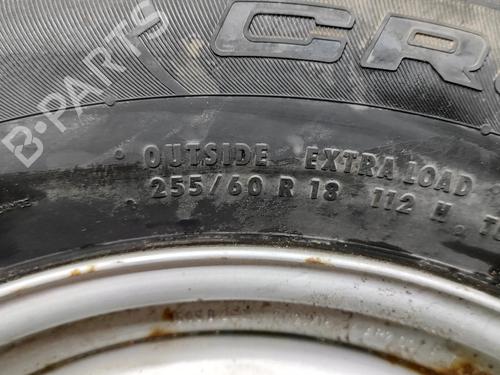 CR
OUTSIDE EXTRA LOAD
255/60 R 18 112 H
B-PARTS